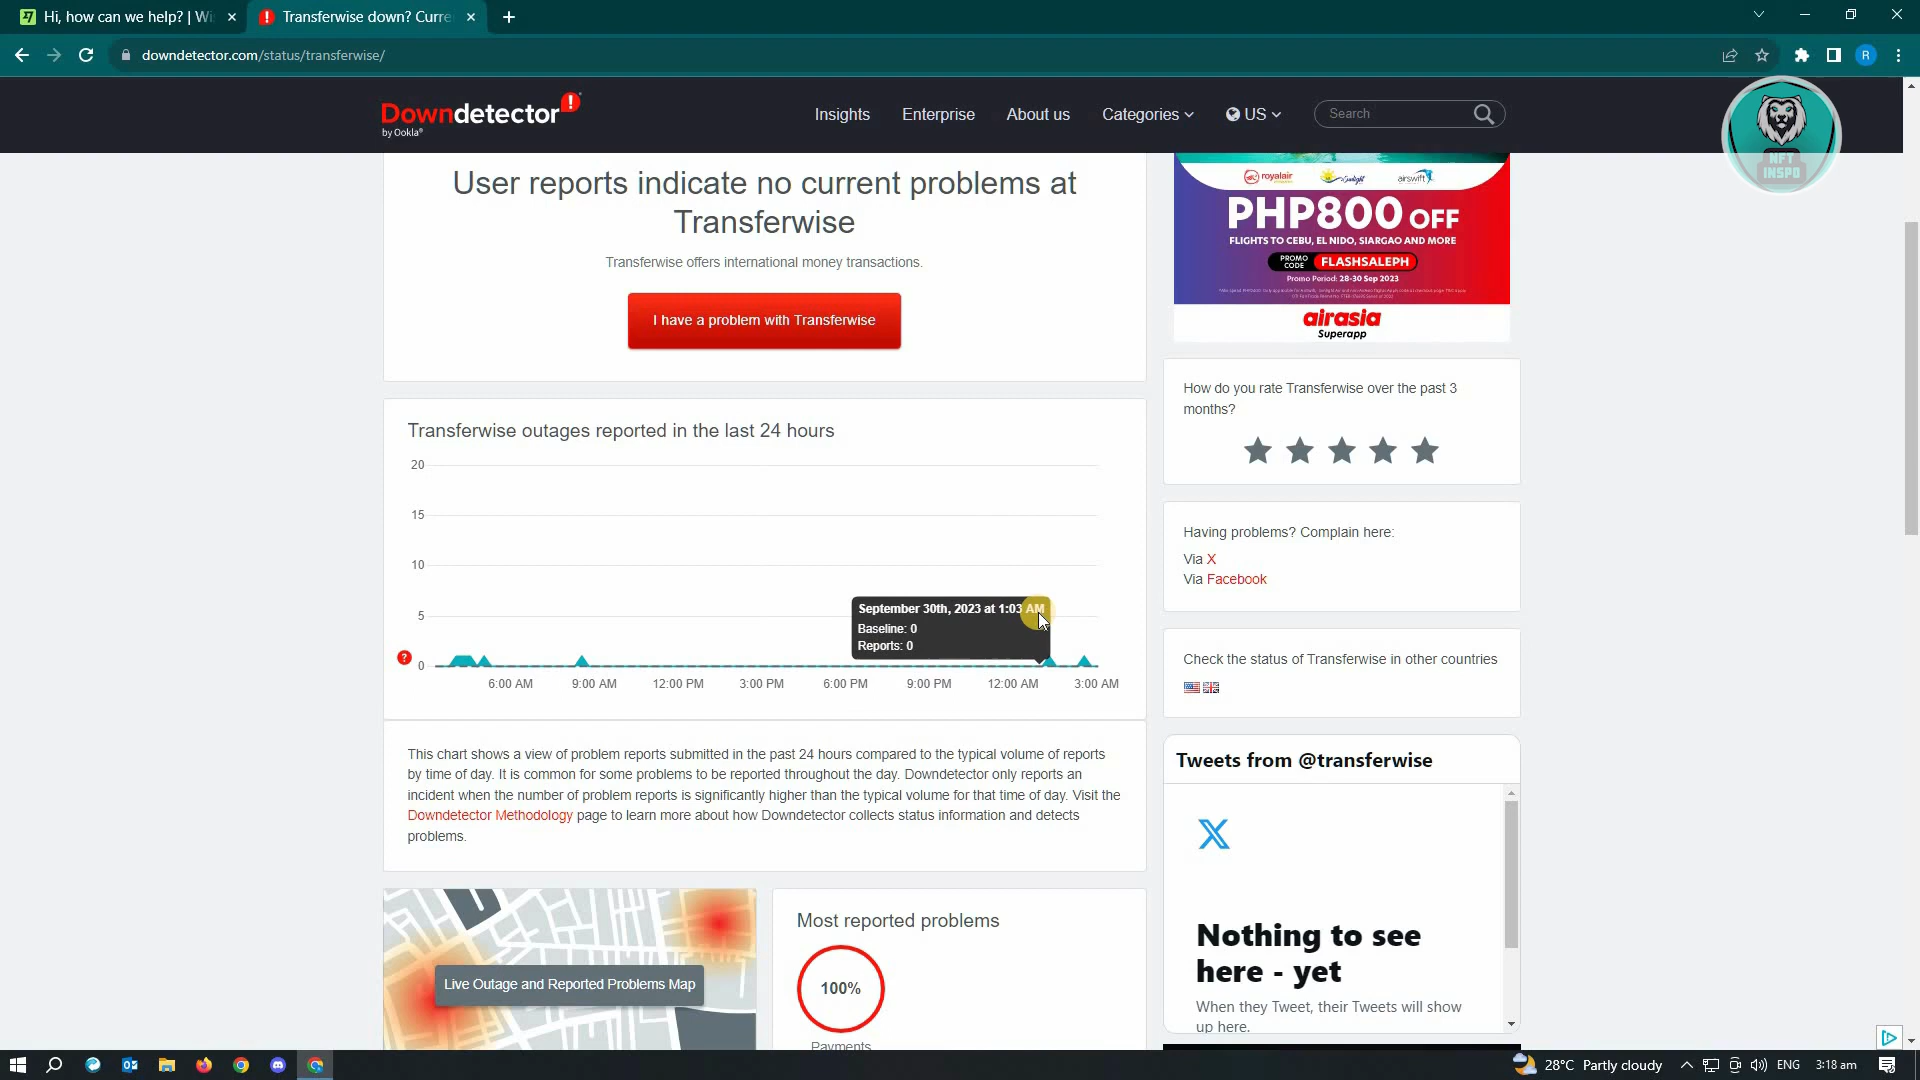 Hi, how can we help? | Wi
Transferwise down? Curre
downdetector.com/status/transferwise/
R
Downdetector
by Ookla®
Insights
Enterprise
About us
Categories
US
Search
NFT
INSPO
User reports indicate no current problems at
Transferwise
Transferwise offers international money transactions.
I have a problem with Transferwise
royalair
airswift
PHP800 OFF
FLIGHTS TO CEBU, EL NIDO, SIARGAO AND MORE
PROMO
CODE
FLASHSALEPH
Promo Period: 28-30 Sep 2023
airasia
Superapp
Transferwise outages reported in the last 24 hours
20
15
10
5
0
September 30th, 2023 at 1:03 AM
Baseline: 0
Reports: 0
6:00 AM
9:00 AM
12:00 PM
3:00 PM
6:00 PM
9:00 PM
12:00 AM
3:00 AM
How do you rate Transferwise over the past 3
months?
Having problems? Complain here:
Via X
Via Facebook
Check the status of Transferwise in other countries
This chart shows a view of problem reports submitted in the past 24 hours compared to the typical volume of reports
by time of day. It is common for some problems to be reported throughout the day. Downdetector only reports an
incident when the number of problem reports is significantly higher than the typical volume for that time of day. Visit the
Downdetector Methodology page to learn more about how Downdetector collects status information and detects
problems.
Tweets from @transferwise
Nothing to see
here - yet
When they Tweet, their Tweets will show
up here.
Live Outage and Reported Problems Map
Most reported problems
100%
Payments
28°C Partly cloudy
ENG
3:18 am